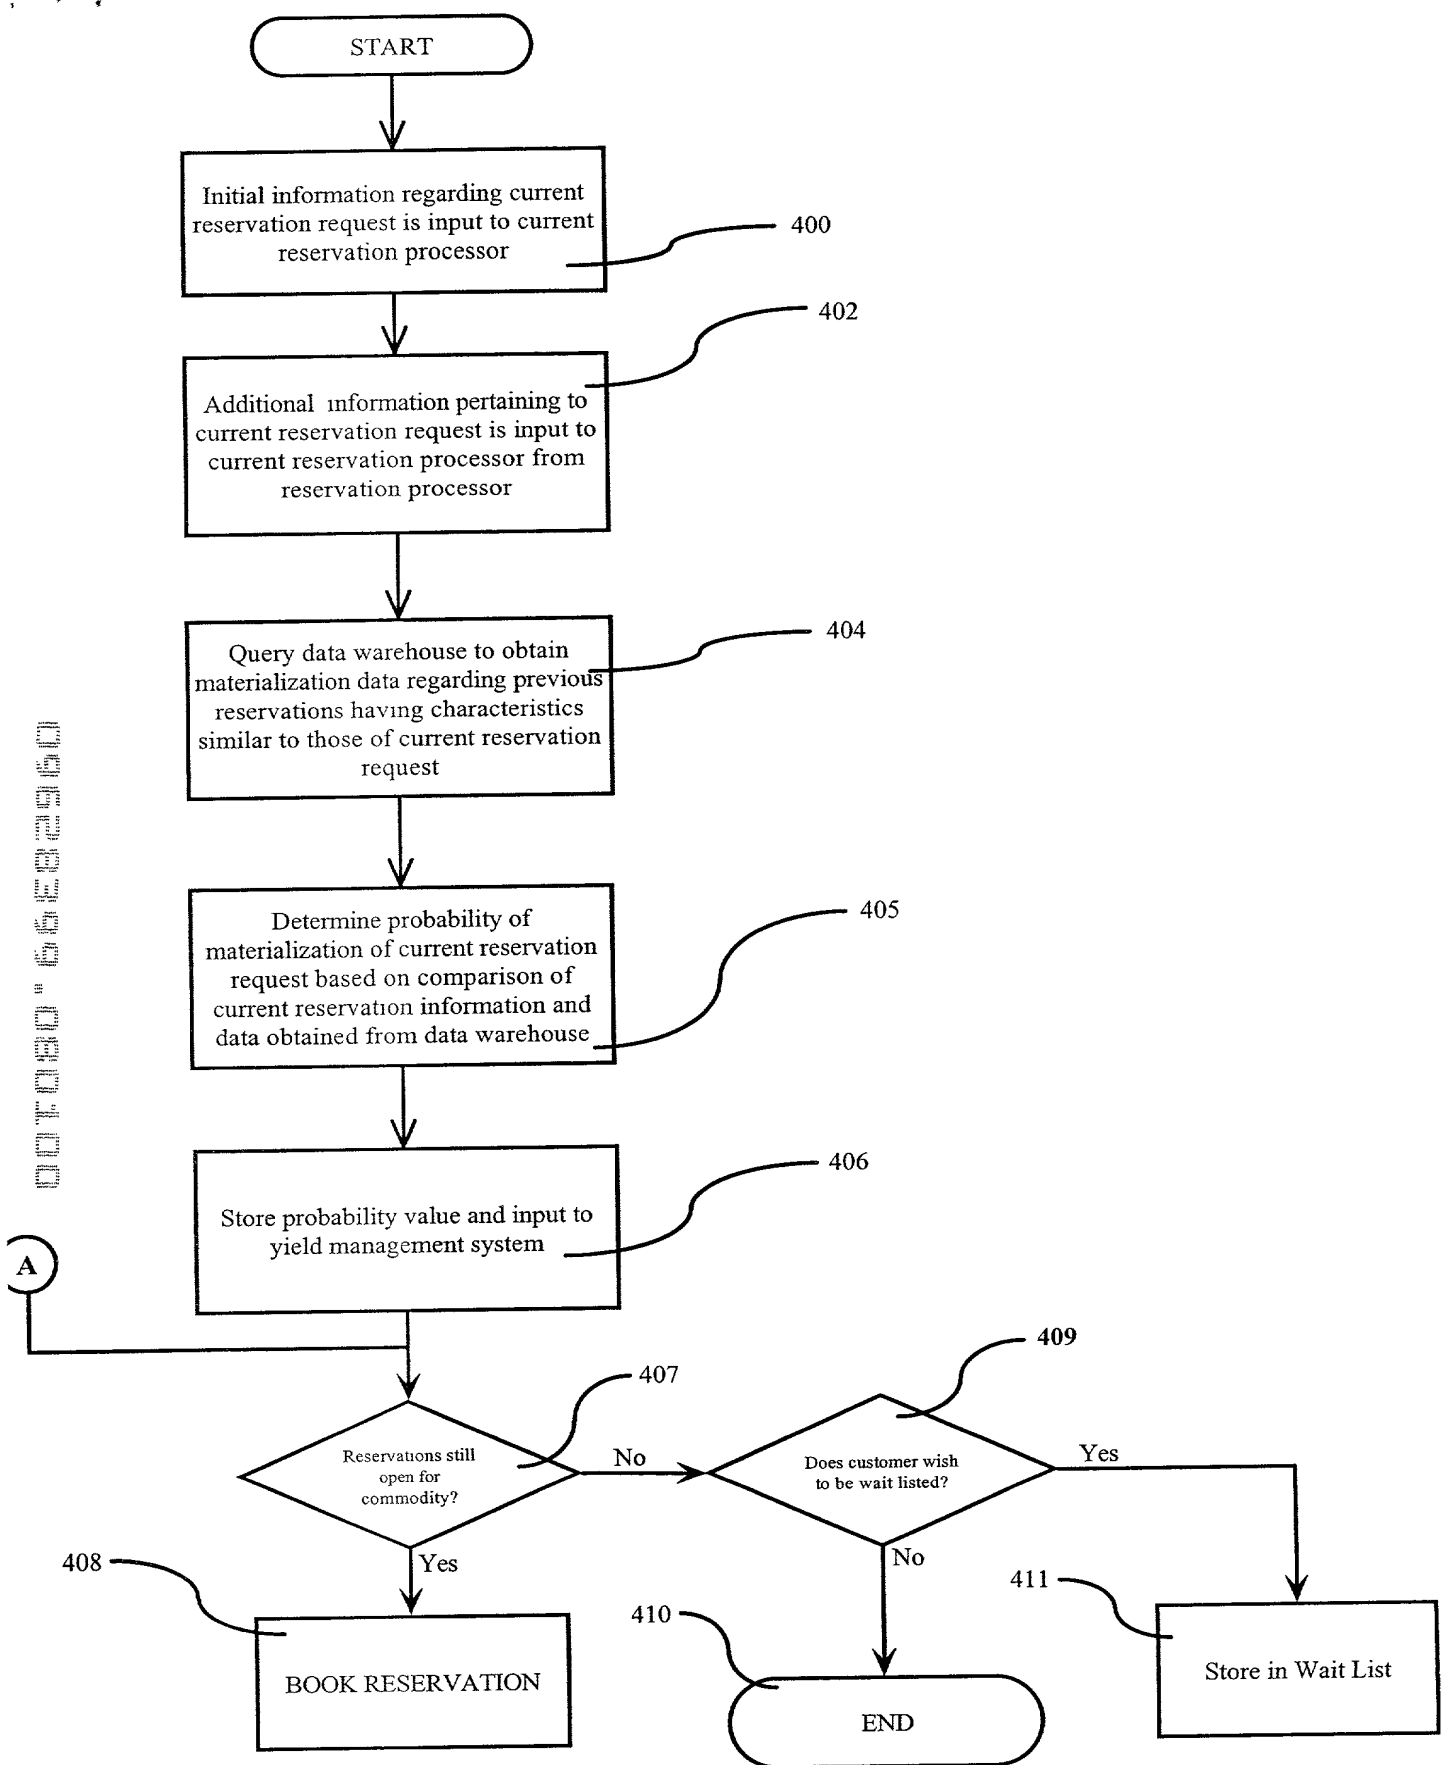 START
Initial information regarding current
reservation request is input to current
reservation processor
400
402
Additional information pertaining to
current reservation request is input to
current reservation processor from
reservation processor
404
Query data warehouse to obtain
materialization data regarding previous
reservations having characteristics
similar to those of current reservation
request
405
Determine probability of
materialization of current reservation
request based on comparison of
current reservation information and
data obtained from data warehouse
406
Store probability value and input to
yield management system
A
09628399.080100
407
409
Reservations still
open for
commodity?
No
Does customer wish
to be wait listed?
Yes
Yes
No
408
410
411
BOOK RESERVATION
END
Store in Wait List